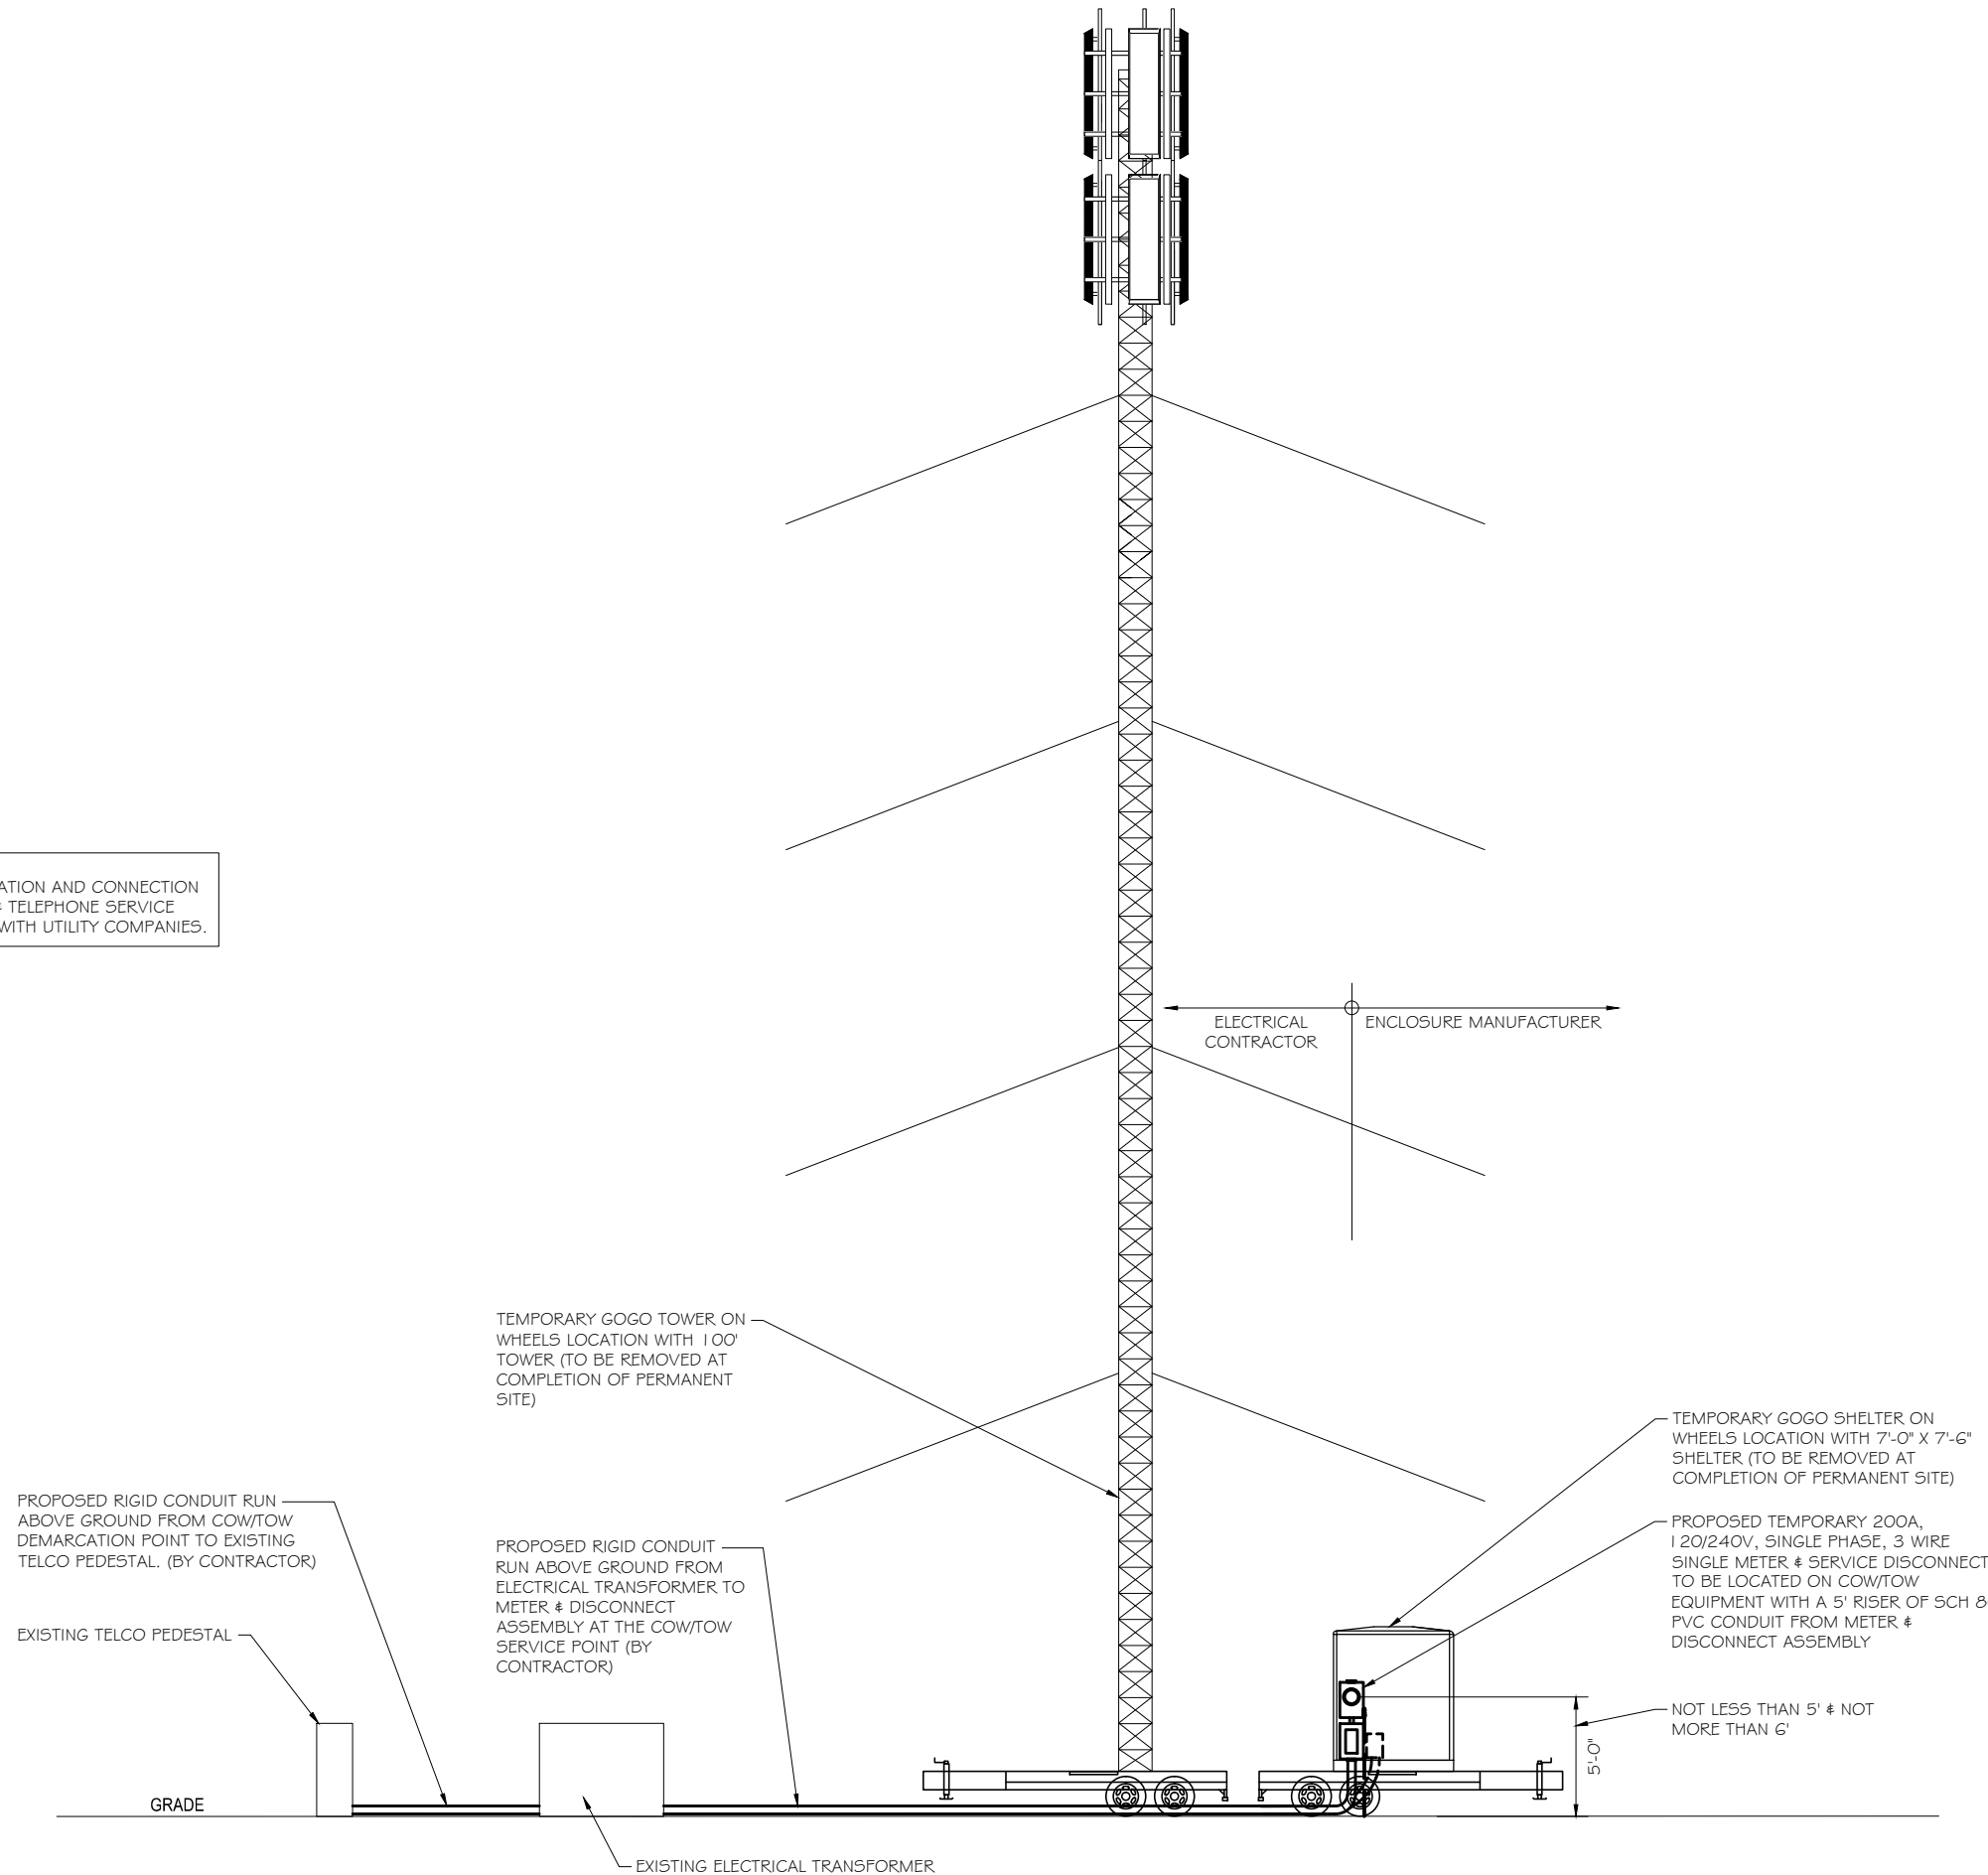 TELEPHONE SERVICE
WITH UTILITY COMPANIES.
AND CONNECTION
ELECTRICAL
CONTRACTOR
ENCLOSURE MANUFACTURER
TEMPORARY GOGO TOWER ON
WHEELS LOCATION WITH 100'
TOWER (TO BE REMOVED AT
COMPLETION OF PERMANENT
SITE)
TEMPORARY GOGO SHELTER ON
WHEELS LOCATION WITH 7'-0" X 7'-6"
SHELTER (TO BE REMOVED AT
COMPLETION OF PERMANENT SITE)
PROPOSED RIGID CONDUIT RUN
ABOVE GROUND FROM COW/TOW
DEMARCATION POINT TO EXISTING
TELCO PEDESTAL. (BY CONTRACTOR)
PROPOSED RIGID CONDUIT
RUN ABOVE GROUND FROM
ELECTRICAL TRANSFORMER TO
METER & DISCONNECT
ASSEMBLY AT THE COW/TOW
SERVICE POINT (BY
CONTRACTOR)
PROPOSED TEMPORARY 200A,
120/240V, SINGLE PHASE, 3 WIRE
SINGLE METER & SERVICE DISCONNECT
TO BE LOCATED ON COW/TOW
EQUIPMENT WITH A 5' RISER OF SCH 8
PVC CONDUIT FROM METER &
DISCONNECT ASSEMBLY
EXISTING TELCO PEDESTAL
NOT LESS THAN 5' & NOT
MORE THAN 6'
5'-0"
GRADE
EXISTING ELECTRICAL TRANSFORMER